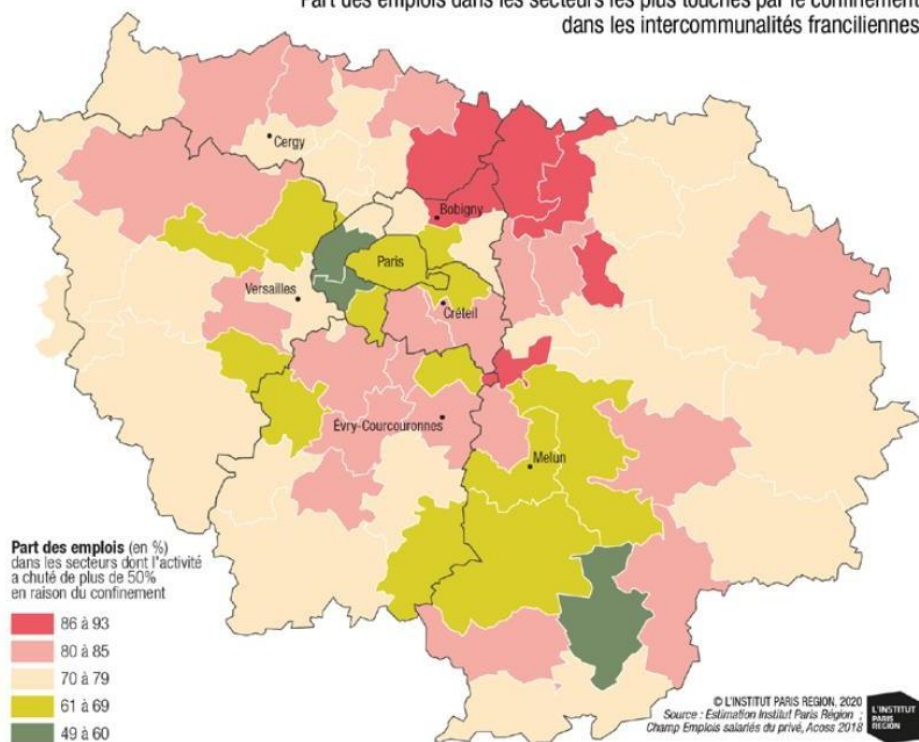 Part des emplois dans les secteurs les plus touchés par le confinement
dans les intercommunalités franciliennes
Cergy
Bobigny
Paris
Versailles
Créteil
Évry-Courcouronnes
Melun
Part des emplois (en %)
dans les secteurs dont l'activité
a chuté de plus de 50%
en raison du confinement
86 à 93
80 à 85
70 à 79
61 à 69
49 à 60
© L'INSTITUT PARIS REGION, 2020
Source : Estimation Institut Paris Région ;
Champ Emplois salariés du privé, Acoss 2018
L'INSTITUT
PARIS
REGION